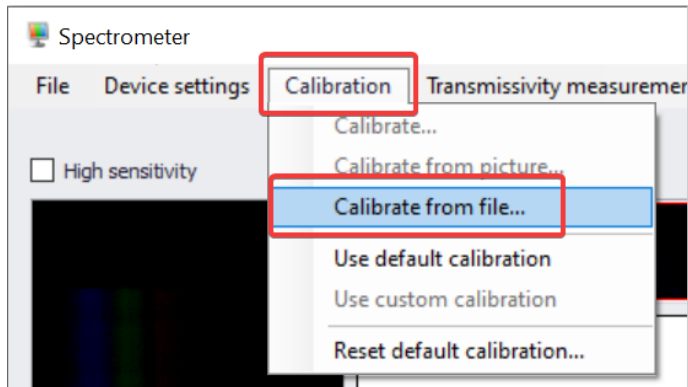 Spectrometer
File Device settings Calibration Transmissivity measuremer
Calibrate...
Calibrate from picture...
High sensitivity
Calibrate from file...
Use default calibration
Use custom calibration
Reset default calibration...